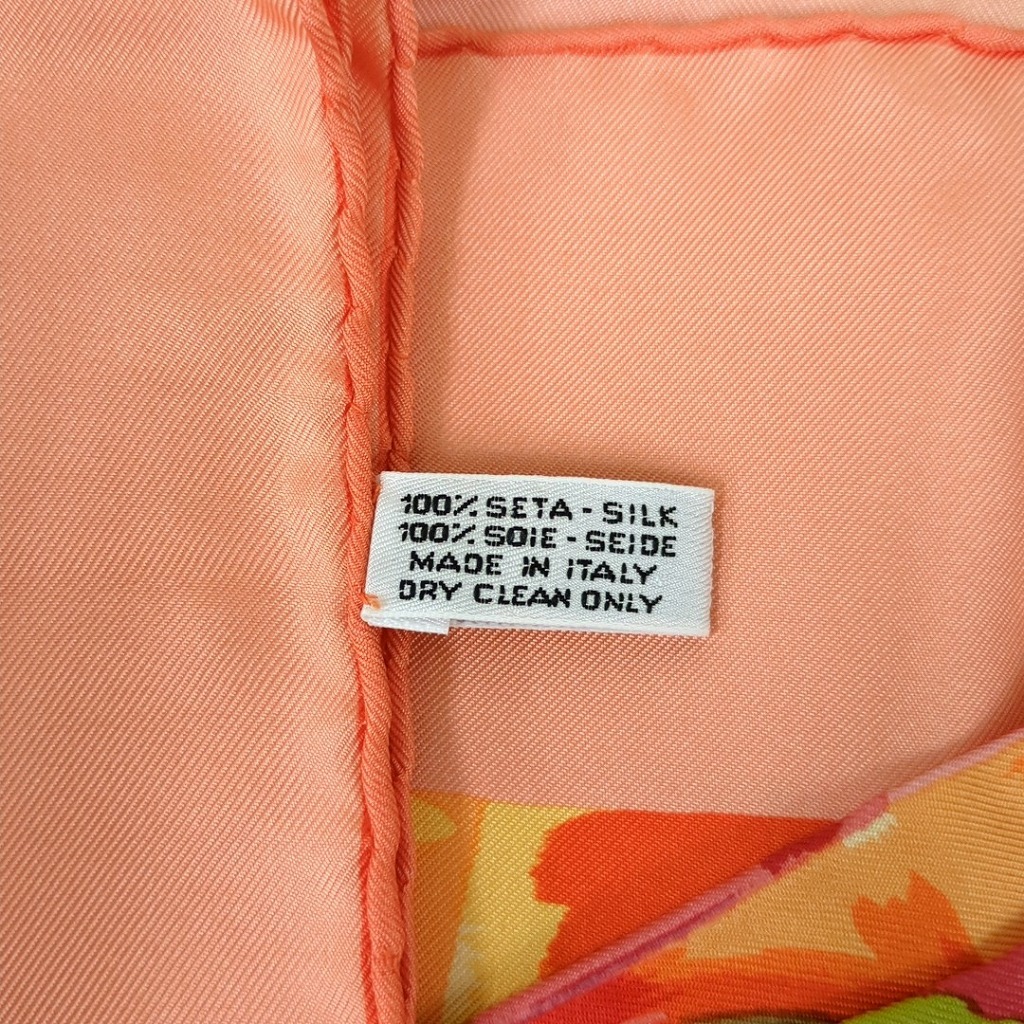 100% SETA - SILK
100% SOIE - SEIDE
MADE IN ITALY
DRY CLEAN ONLY